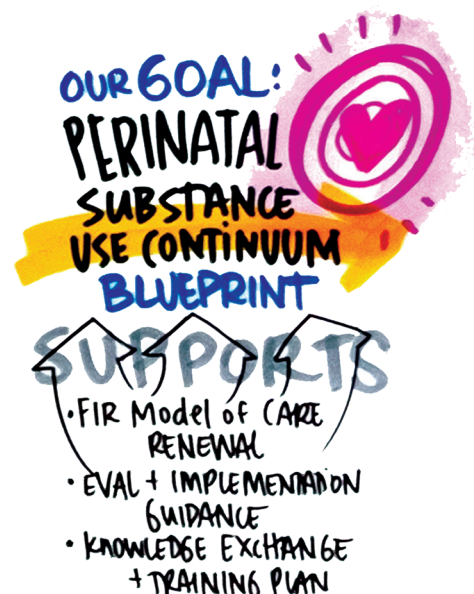 OUR GOAL:
PERINATAL
SUBSTANCE
USE CONTINUUM
BLUEPRINT
SUPPORTS
• FIR MODEL OF CARE
RENEWAL
• EVAL + IMPLEMENTATION
GUIDANCE
• KNOWLEDGE EXCHANGE
+ TRAINING PLAN